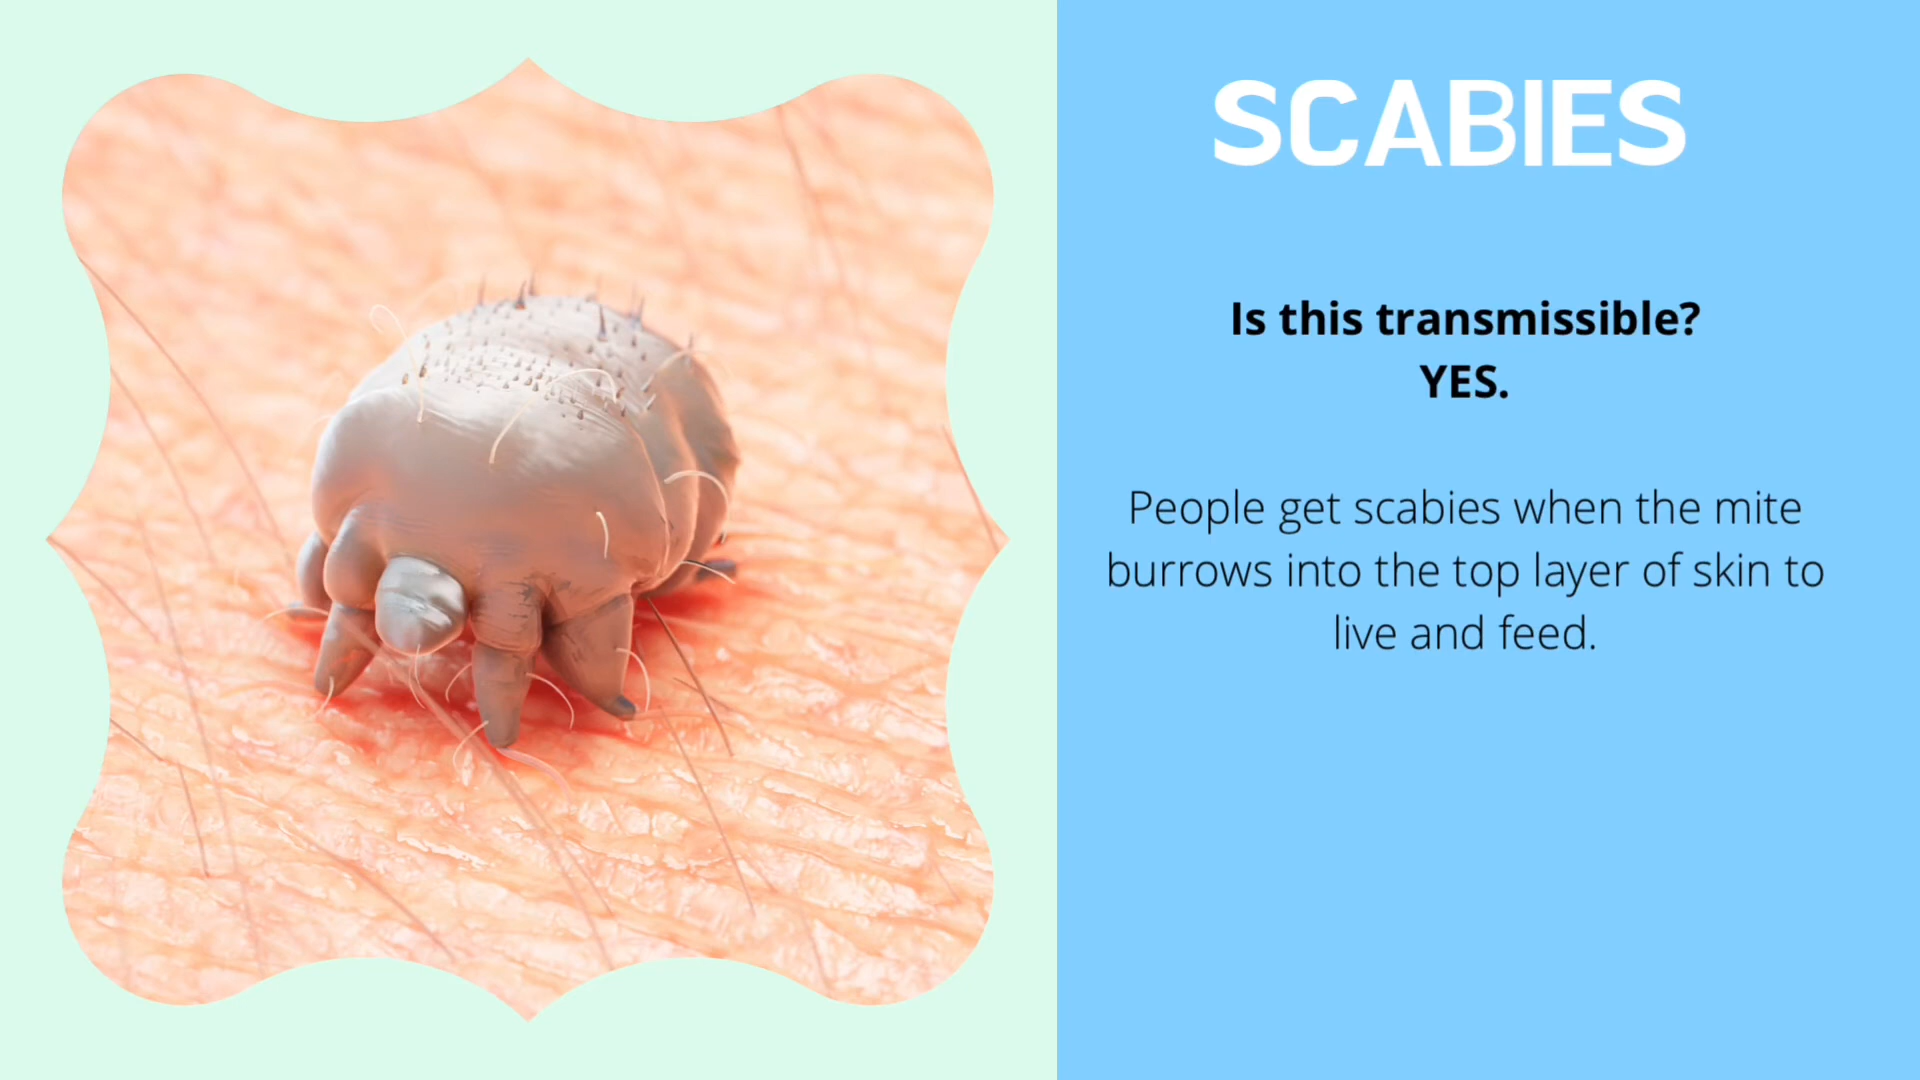 SCABIES
Is this transmissible?
YES.
People get scabies when the mite
burrows into the top layer of skin to
live and feed.